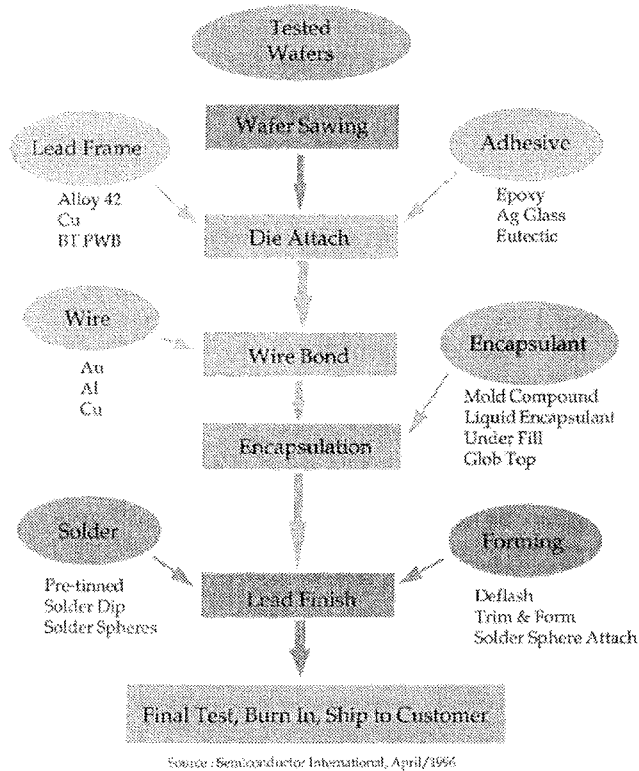 Tested
Wafers
Wafer Sawing
Lead Frame
Alloy 42
Cu
BT PWB
Adhesive
Epoxy
Ag Glass
Eutectic
Die Attach
Wire
Au
Al
Cu
Wire Bond
Encapsulant
Mold Compound
Liquid Encapsulant
Under Fill
Glob Top
Encapsulation
Solder
Pre-tinned
Solder Dip
Solder Spheres
Forming
Deflash
Trim & Form
Solder Sphere Attach
Lead Finish
Final Test, Burn In, Ship to Customer
Source : Semiconductor International, April/1996